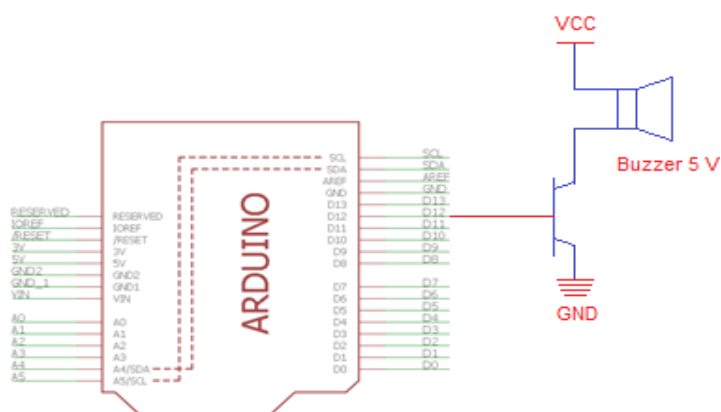 VCC
Buzzer 5 V
GND
ARDUINO
RESERVED
IOREF
/RESET
3V
5V
GND2
GND_1
VIN
A0
A1
A2
A3
A4
A5
RESERVED
IOREF
/RESET
3V
5V
GND2
GND1
VIN
A0
A1
A2
A3
A4/SDA
A5/SCL
SCL
SDA
AREF
GND
D13
D12
D11
D10
D9
D8
D7
D6
D5
D4
D3
D2
D1
D0
SCL
SDA
AREF
GND
D13
D12
D11
D10
D9
D8
D7
D6
D5
D4
D3
D2
D1
D0